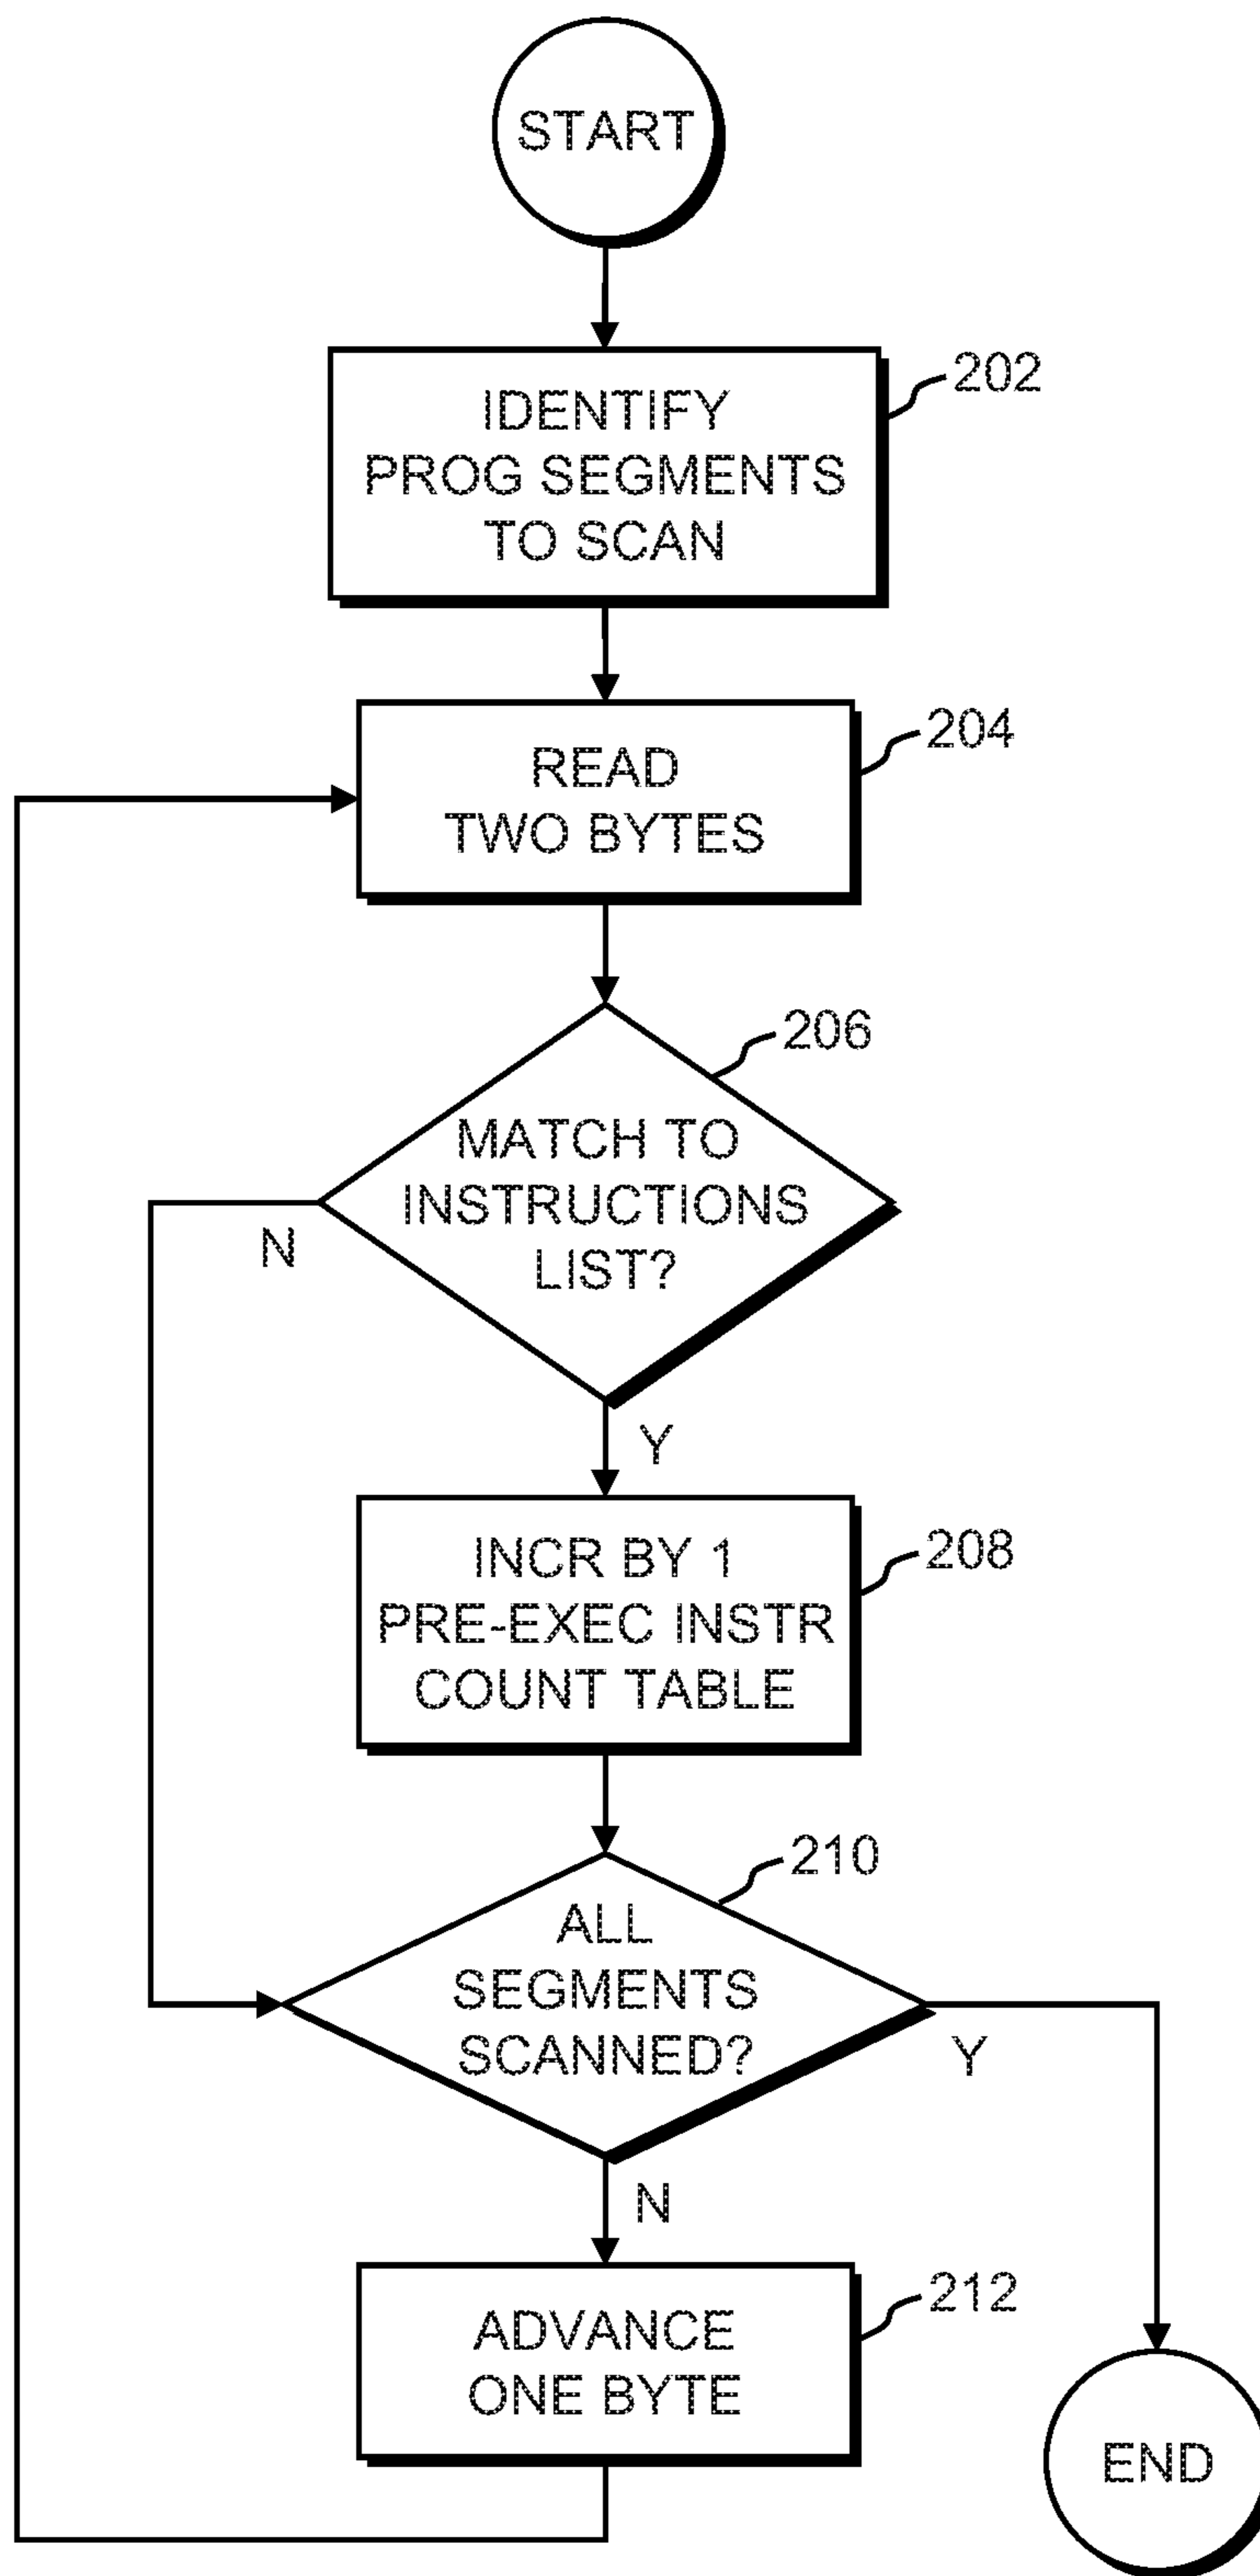 START
202
IDENTIFY
PROG SEGMENTS
TO SCAN
204
READ
TWO BYTES
206
MATCH TO
INSTRUCTIONS
LIST?
N
Y
208
INCR BY 1
PRE-EXEC INSTR
COUNT TABLE
210
ALL
SEGMENTS
SCANNED?
Y
N
212
ADVANCE
ONE BYTE
END